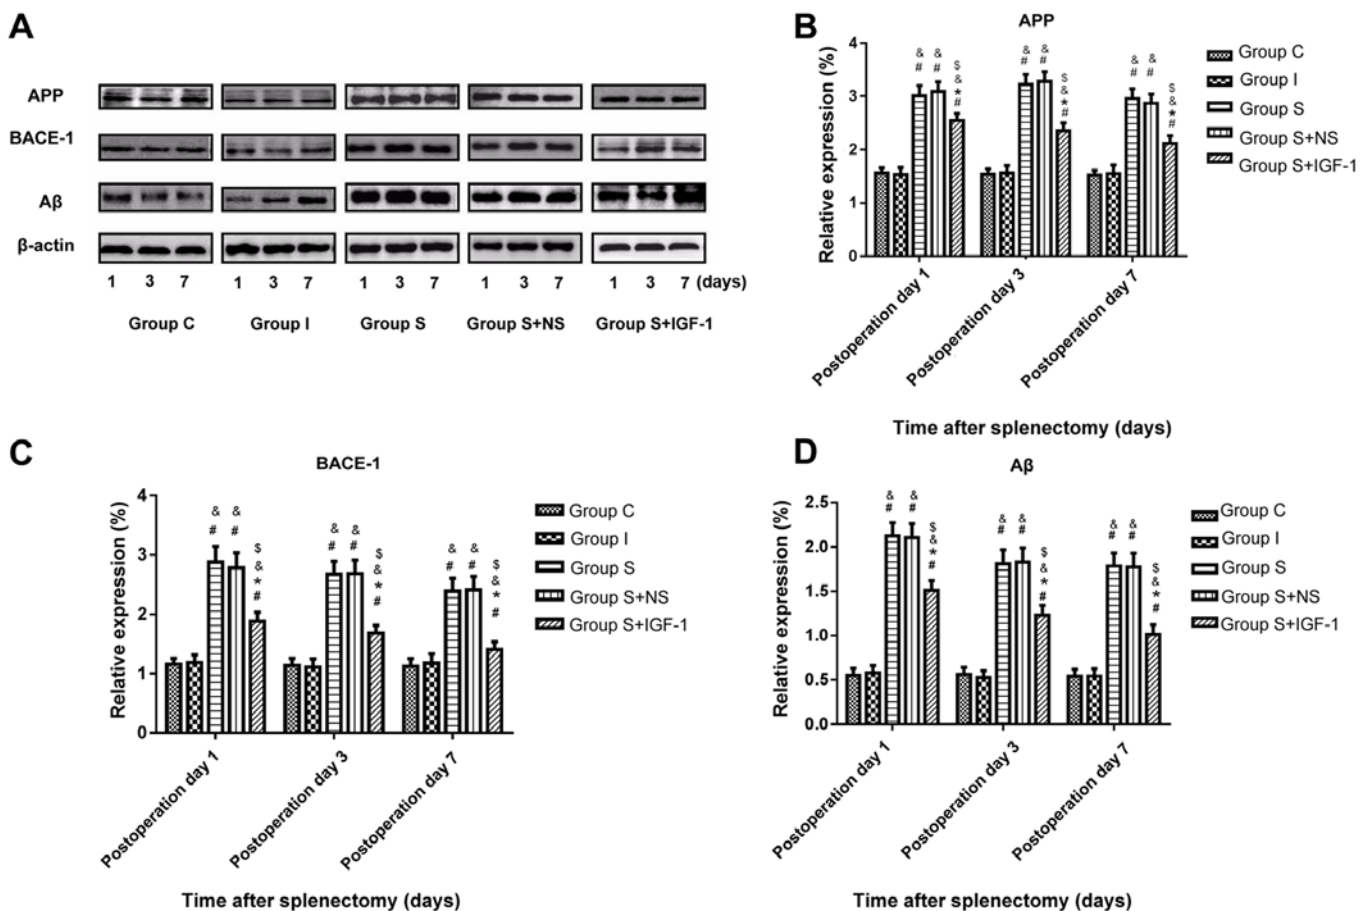 A
APP
BACE-1
Aβ
β-actin
1 3 7 1 3 7 1 3 7 1 3 7 1 3 7 (days)
Group C Group I Group S Group S+NS Group S+IGF-1
B
APP
Relative expression (%)
4
3
2
1
0
& & $
# # &
★
#
& & $
# # &
★
#
& & $
# # &
★
#
Postoperation day 1
Postoperation day 3
Postoperation day 7
Time after splenectomy (days)
Group C
Group I
Group S
Group S+NS
Group S+IGF-1
C
BACE-1
Relative expression (%)
4
3
2
1
0
& & $
# # &
★
#
& & $
# # &
★
#
& & $
# # &
★
#
Postoperation day 1
Postoperation day 3
Postoperation day 7
Time after splenectomy (days)
Group C
Group I
Group S
Group S+NS
Group S+IGF-1
D
Aβ
Relative expression (%)
2.5
2.0
1.5
1.0
0.5
0.0
& & $
# # &
★
#
& & $
# # &
★
#
& & $
# # &
★
#
Postoperation day 1
Postoperation day 3
Postoperation day 7
Time after splenectomy (days)
Group C
Group I
Group S
Group S+NS
Group S+IGF-1